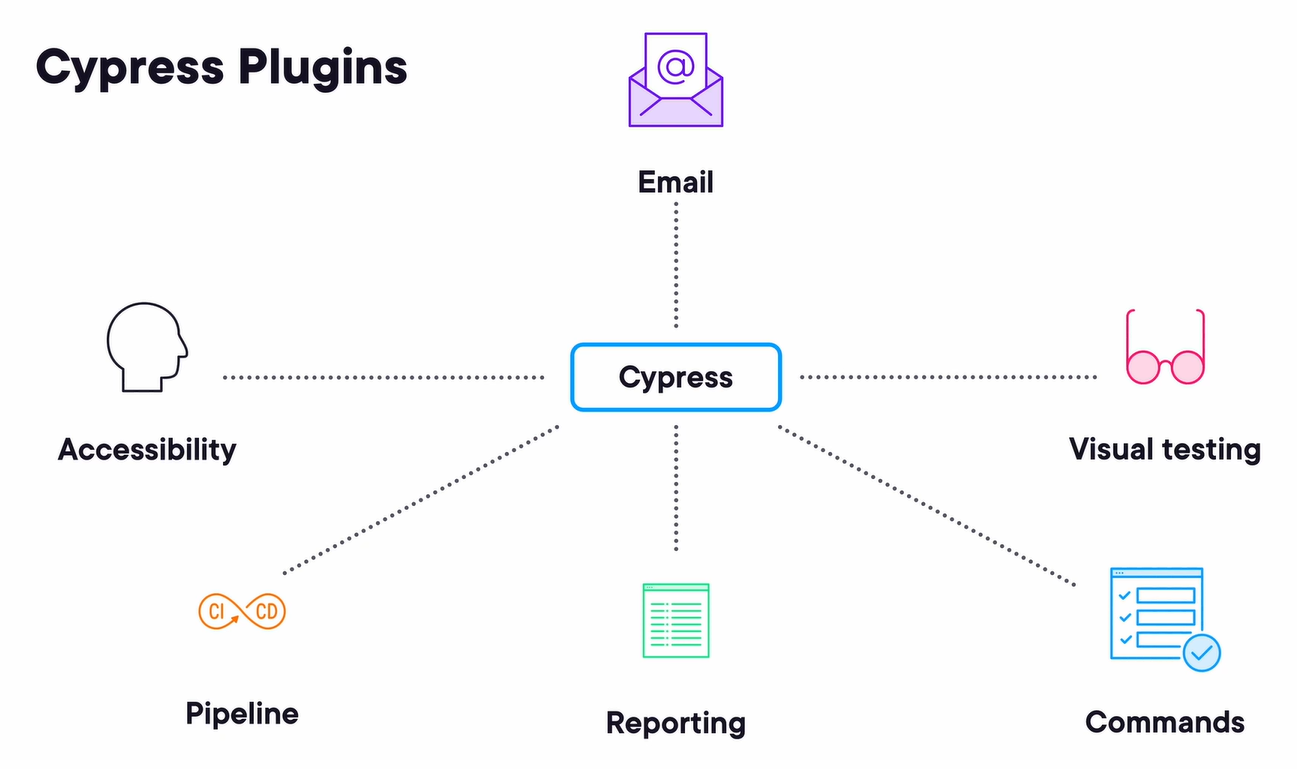 Cypress Plugins
@
Email
Cypress
Accessibility
Visual testing
CI CD
Pipeline
Reporting
Commands